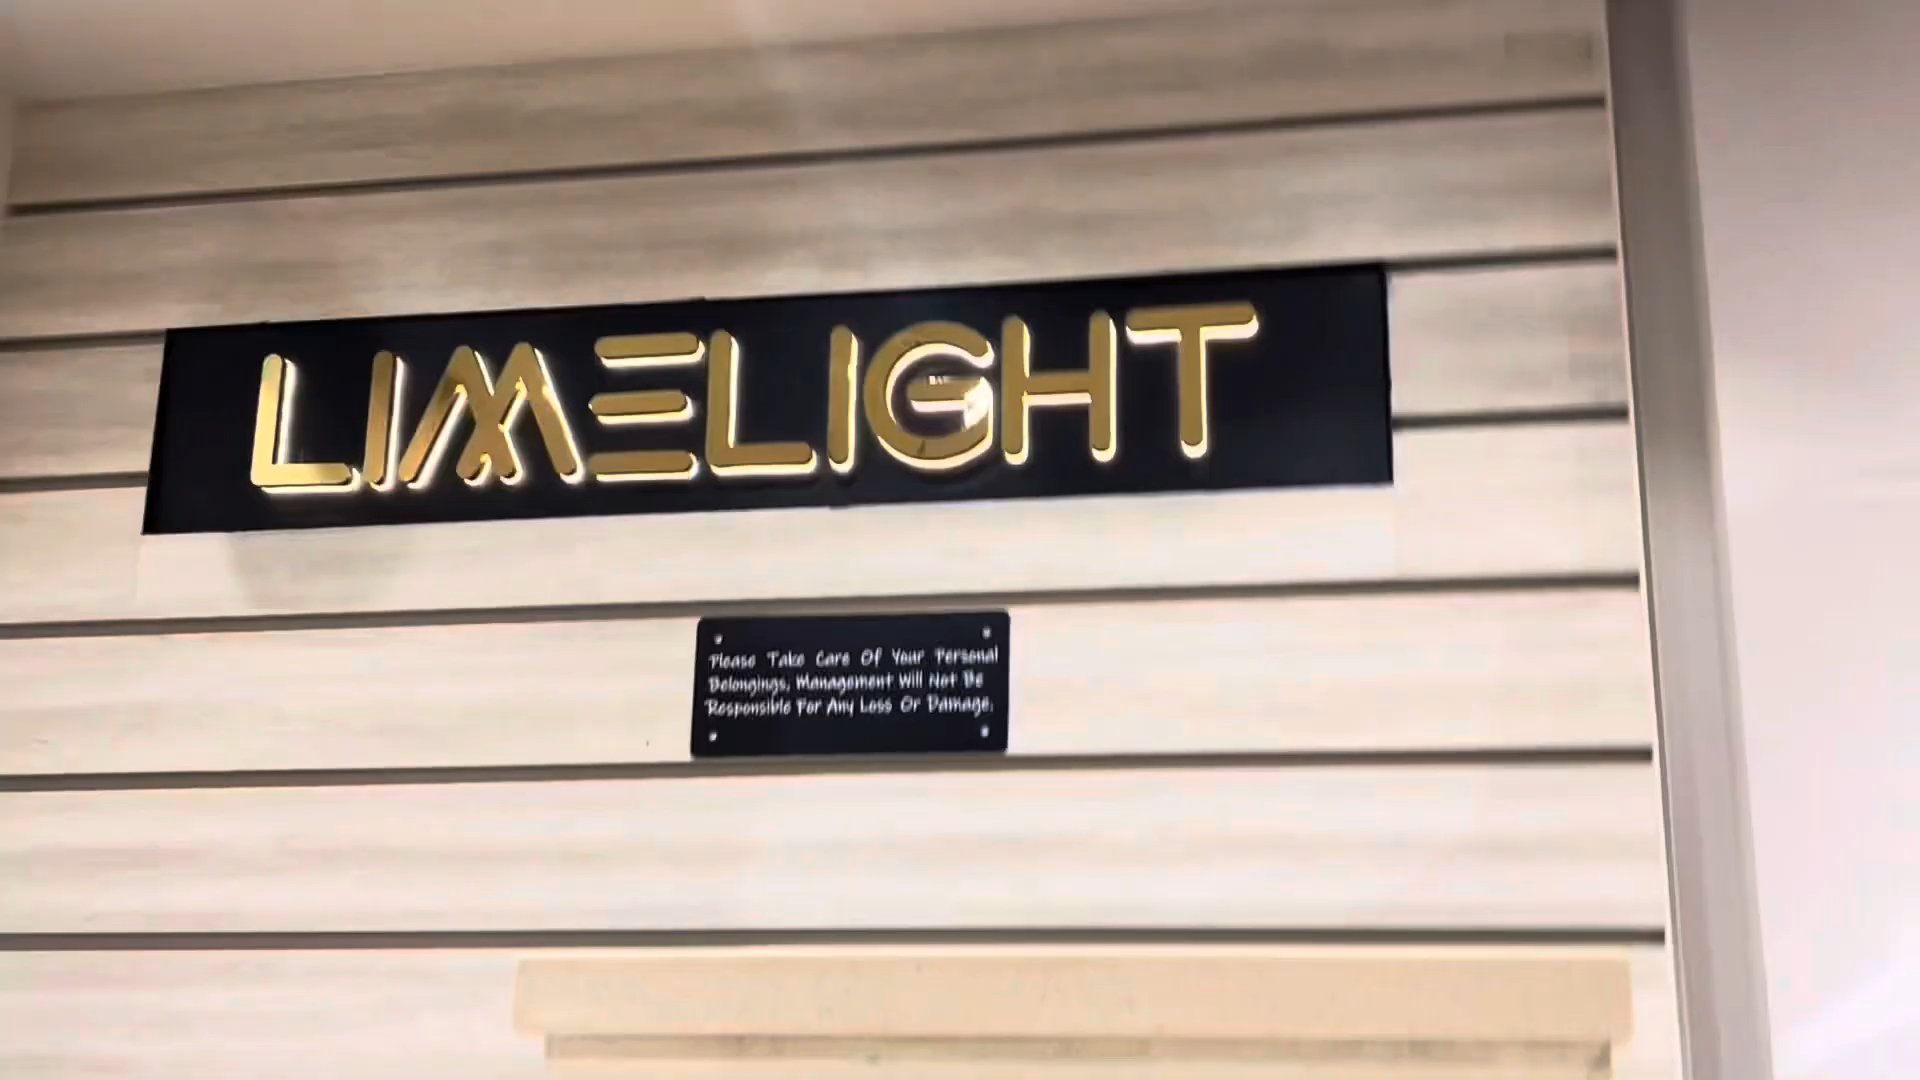 LIMELIGHT
Please Take Care Of Your Personal
Belongings, Management Will Not Be
Responsible For Any Loss Or Damage.